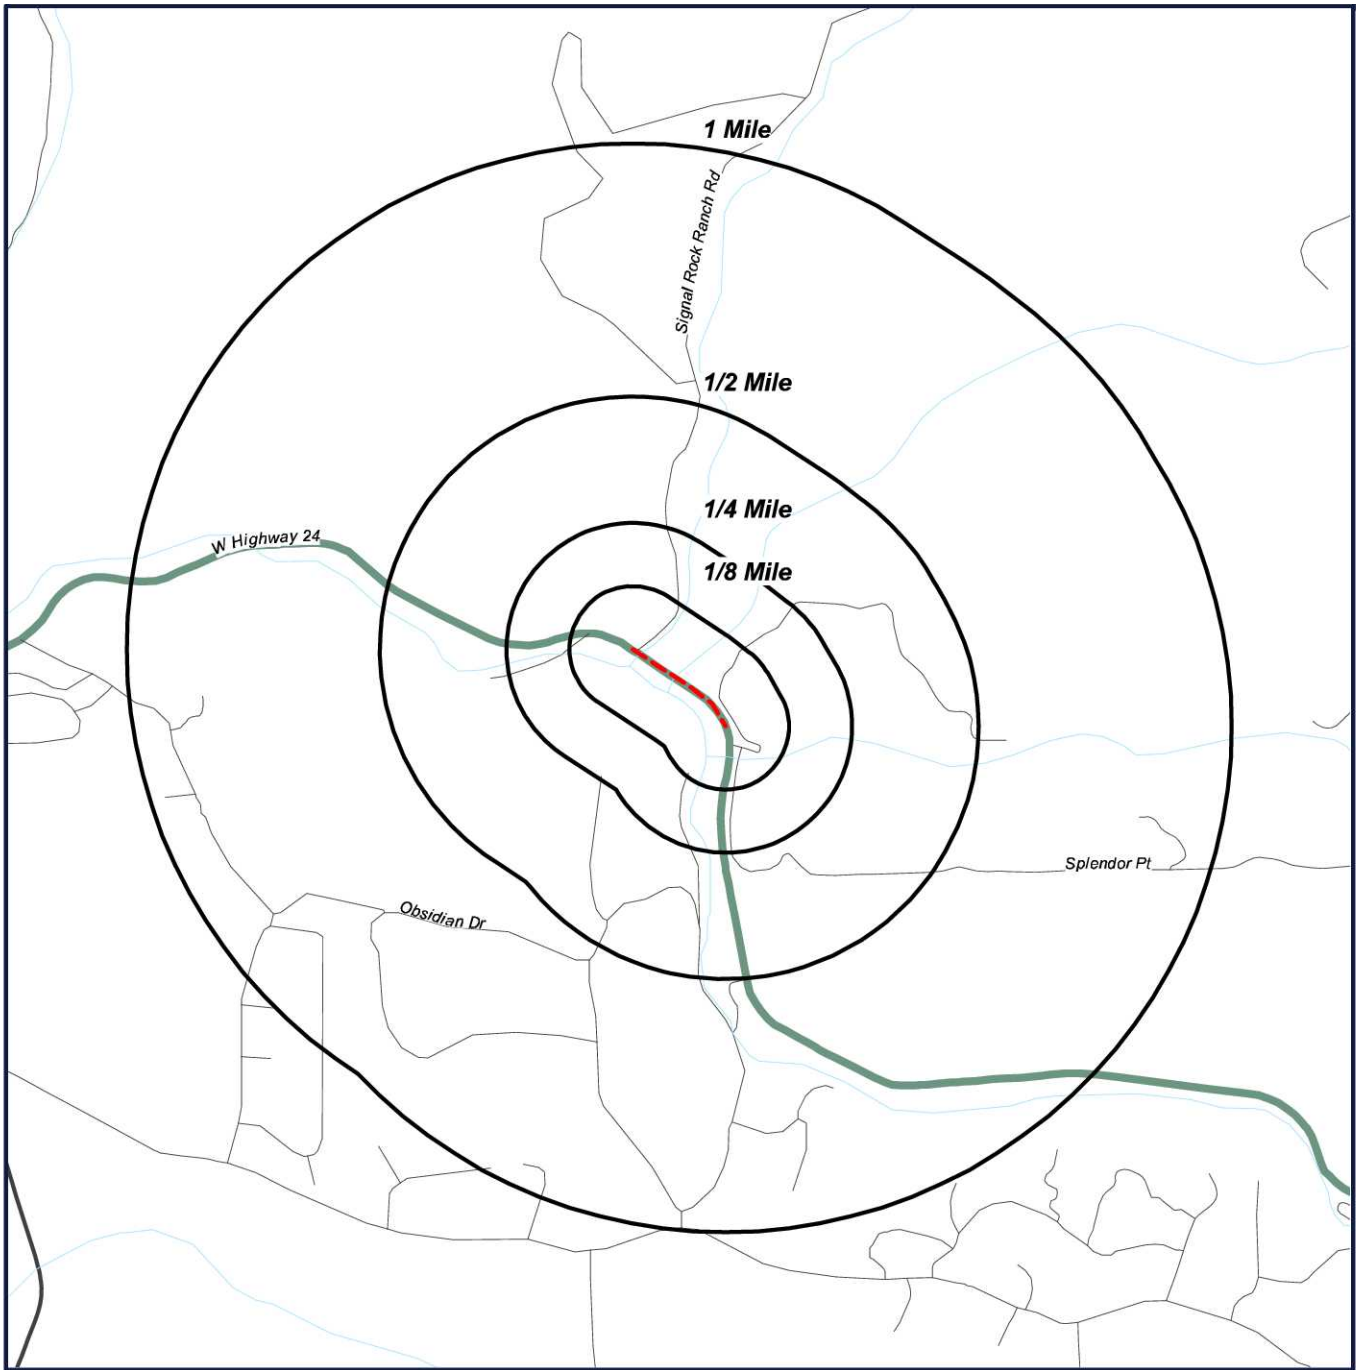 1 Mile
Signal Rock Ranch Rd
1/2 Mile
1/4 Mile
W Highway 24
1/8 Mile
Splendor Pt
Obsidian Dr